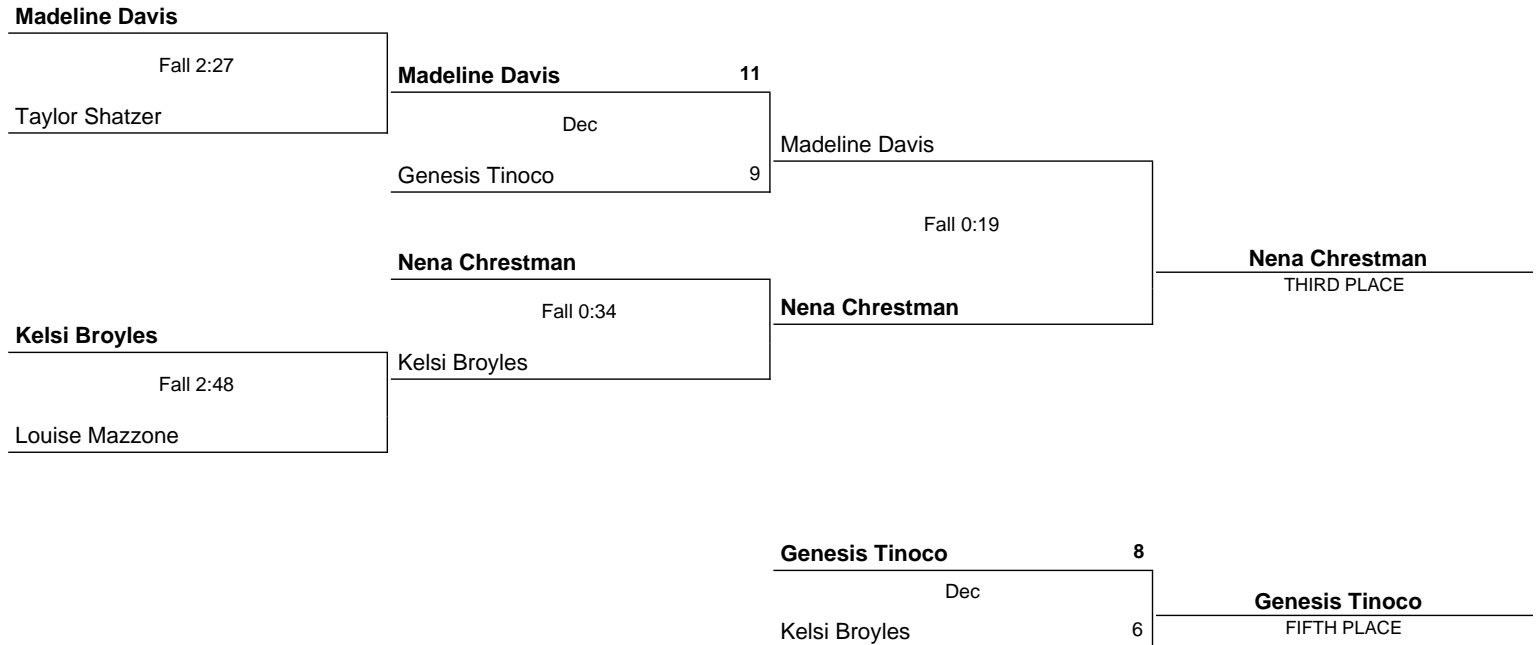 Madeline Davis
Fall 2:27
Madeline Davis 11
Taylor Shatzer
Dec
Madeline Davis
Genesis Tinoco 9
Fall 0:19
Nena Chrestman
Nena Chrestman
THIRD PLACE
Fall 0:34
Nena Chrestman
Kelsi Broyles
Kelsi Broyles
Fall 2:48
Louise Mazzone
Genesis Tinoco 8
Dec
Genesis Tinoco
Kelsi Broyles 6
FIFTH PLACE